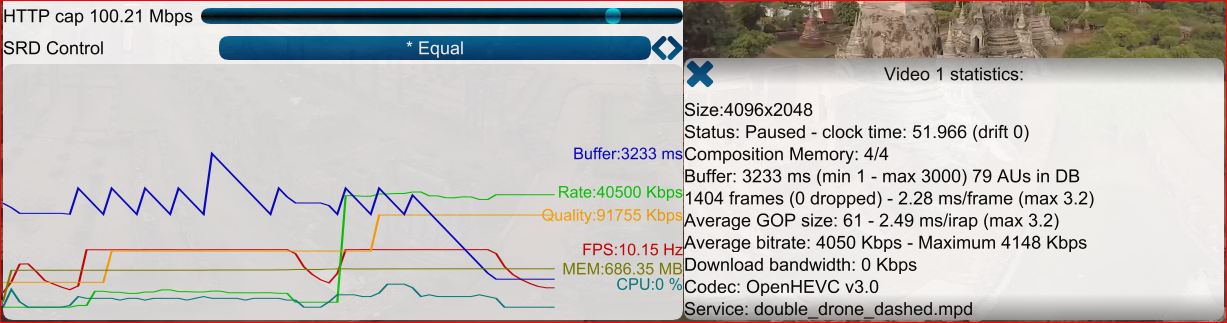 HTTP cap 100.21 Mbps
SRD Control
* Equal
Buffer:3233 ms
Rate:40500 Kbps
Quality:91755 Kbps
FPS:10.15 Hz
MEM:686.35 MB
CPU:0 %
Video 1 statistics:
Size:4096x2048
Status: Paused - clock time: 51.966 (drift 0)
Composition Memory: 4/4
Buffer: 3233 ms (min 1 - max 3000) 79 AUs in DB
1404 frames (0 dropped) - 2.28 ms/frame (max 3.2)
Average GOP size: 61 - 2.49 ms/irap (max 3.2)
Average bitrate: 4050 Kbps - Maximum 4148 Kbps
Download bandwidth: 0 Kbps
Codec: OpenHEVC v3.0
Service: double_drone_dashed.mpd